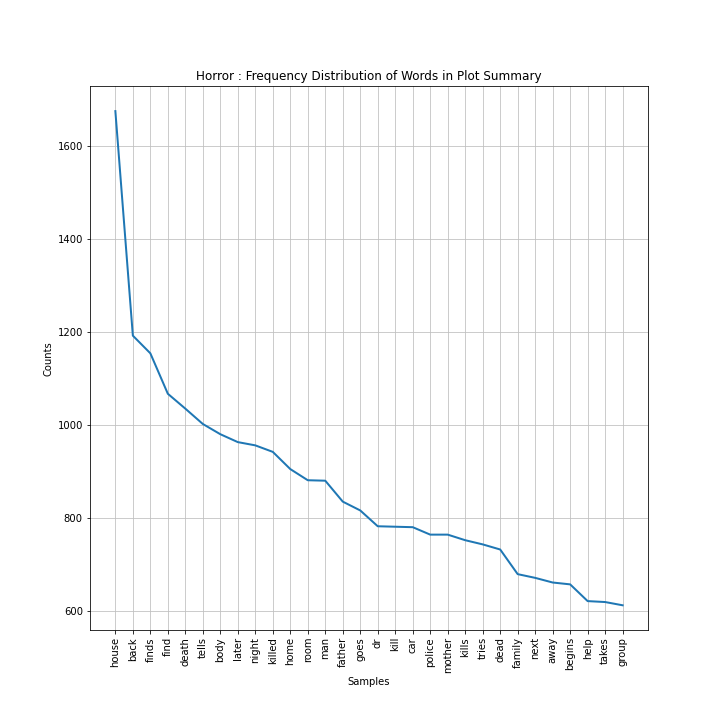 Horror : Frequency Distribution of Words in Plot Summary
1600
1400
1200
1000
800
600
Counts
house
back
finds
find
death
tells
body
later
night
killed
home
room
man
father
goes
dr
kill
car
police
mother
kills
tries
dead
family
next
away
begins
help
takes
group
Samples